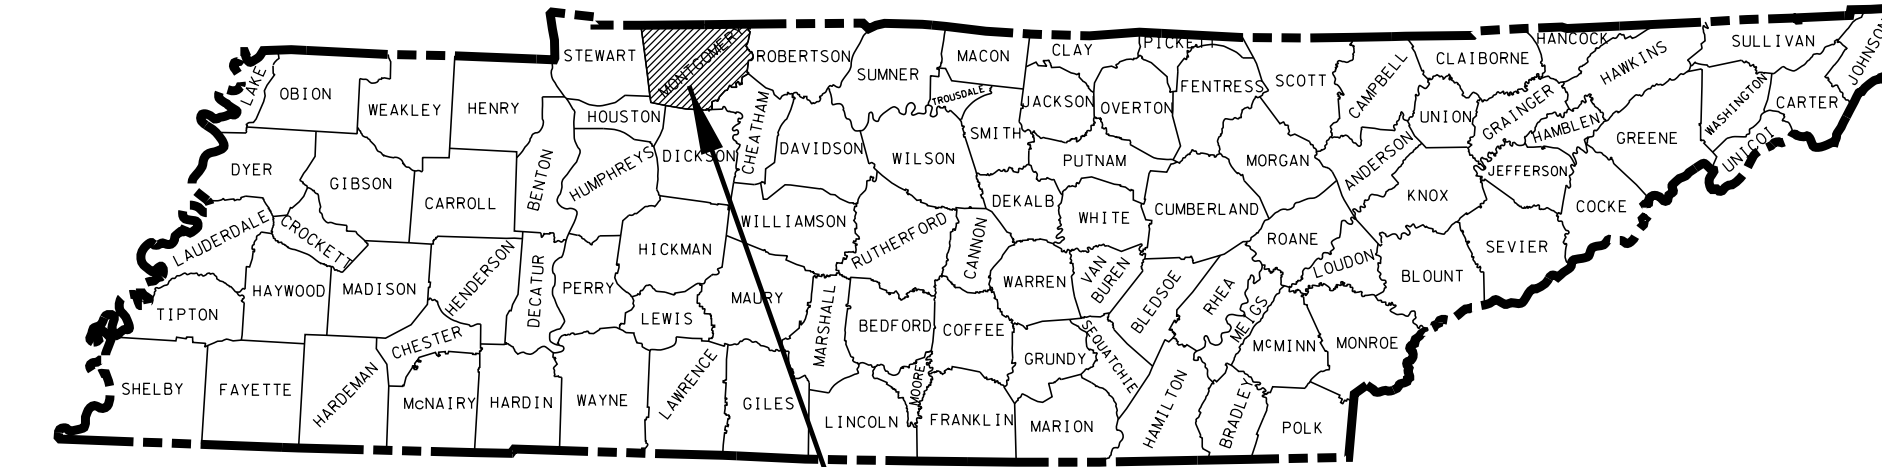 LAKE
OBION
WEAKLEY
HENRY
STEWART
MONTGOMERY
ROBERTSON
SUMNER
MACON
CLAY
PICKETT
FENTRESS
SCOTT
CAMPBELL
CLAIBORNE
HANCOCK
HAWKINS
SULLIVAN
JOHNSON
CARTER
WASHINGTON
UNICOI
GREENE
HAMBLEN
GRAINGER
UNION
ANDERSON
MORGAN
OVERTON
JACKSON
TROUSDALE
SMITH
PUTNAM
WILSON
DAVIDSON
CHEATHAM
DICKSON
HOUSTON
HUMPHREYS
BENTON
CARROLL
GIBSON
DYER
LAUDERDALE
CROCKETT
HAYWOOD
MADISON
HENDERSON
DECATUR
PERRY
HICKMAN
WILLIAMSON
RUTHERFORD
CANNON
DEKALB
WHITE
CUMBERLAND
ROANE
KNOX
JEFFERSON
COCKE
SEVIER
BLOUNT
LOUDON
MONROE
McMINN
MEIGS
RHEA
BLEDSOE
VAN
BUREN
WARREN
COFFEE
BEDFORD
MARSHALL
MAURY
LEWIS
TIPTON
SHELBY
FAYETTE
HARDEMAN
CHESTER
McNAIRY
HARDIN
WAYNE
LAWRENCE
GILES
LINCOLN
MOORE
FRANKLIN
GRUNDY
SEQUATCHIE
MARION
HAMILTON
BRADLEY
POLK